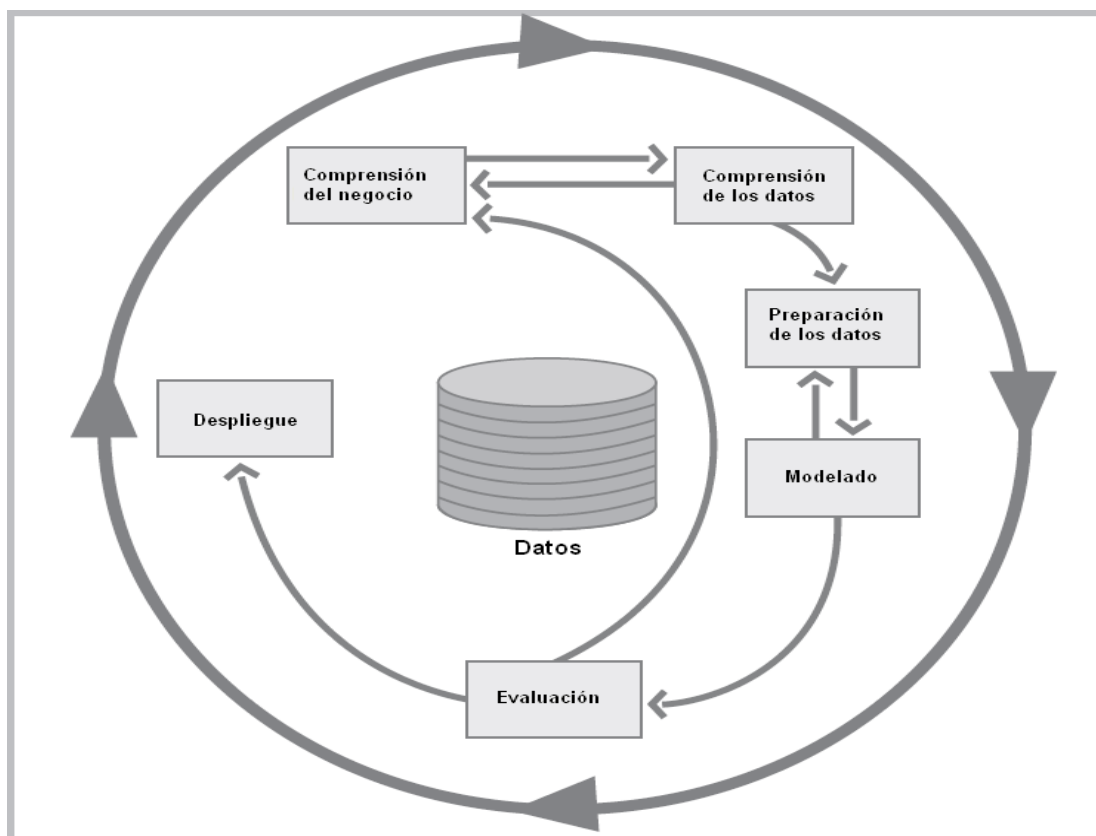 Comprensión
del negocio
Comprensión
de los datos
Preparación
de los datos
Despliegue
Modelado
Datos
Evaluación